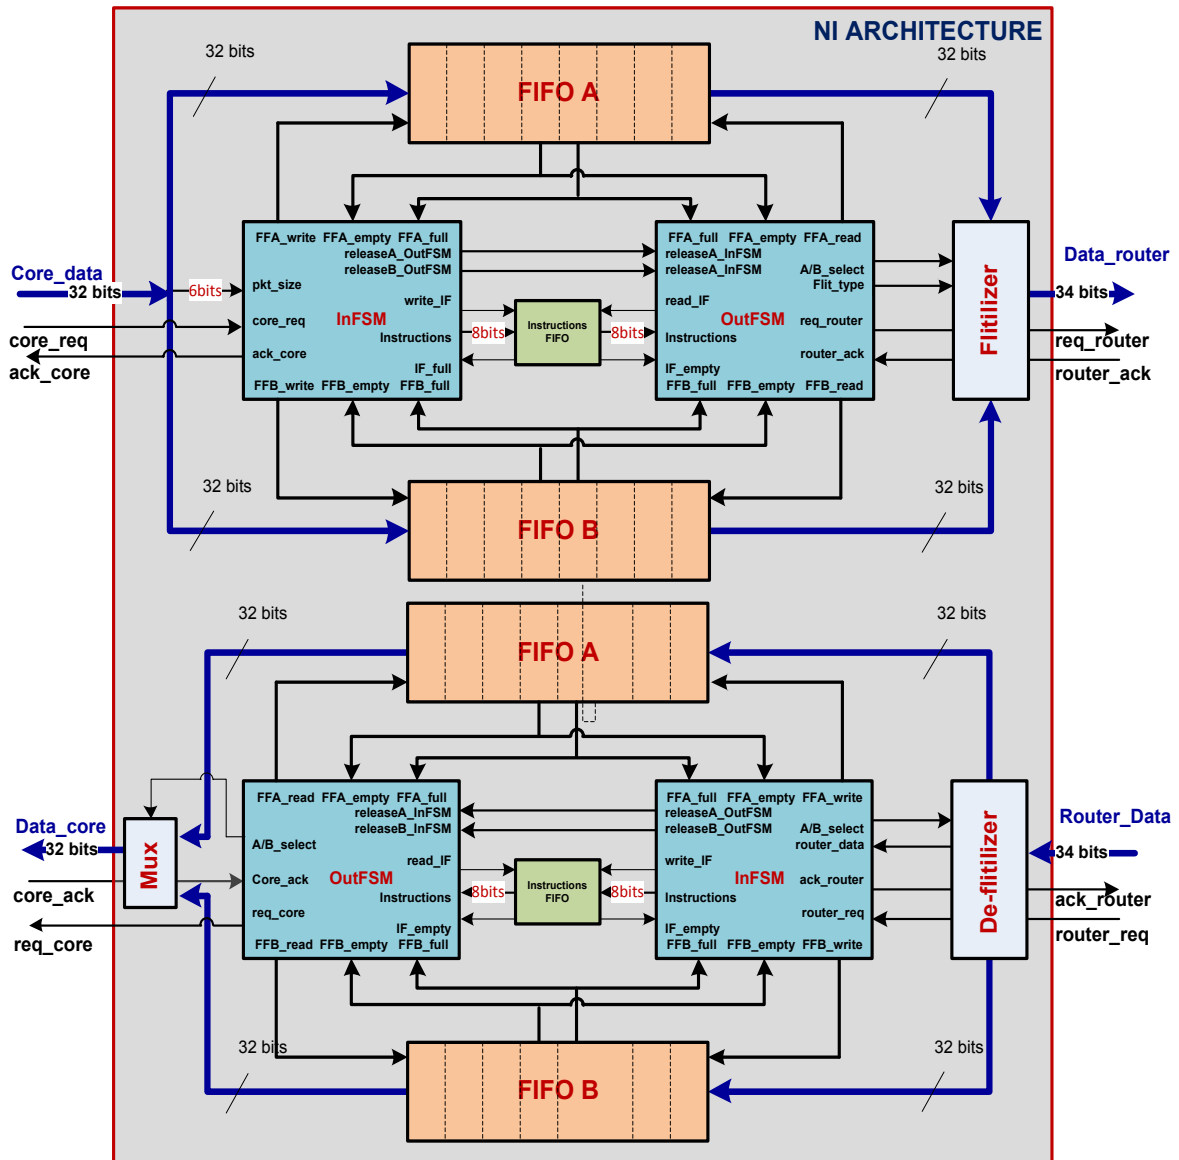 NI ARCHITECTURE
32 bits
32 bits
FIFO A
FFA_write FFA_empty FFA_full
releaseA_OutFSM
releaseB_OutFSM
pkt_size
write_IF
core_req
InFSM
Instructions
ack_core
IF_full
FFB_write FFB_empty FFB_full
Core_data
32 bits
6bits
core_req
ack_core
8bits
Instructions
FIFO
8bits
FFA_full FFA_empty FFA_read
releaseA_InFSM
releaseA_InFSM
A/B_select
Flit_type
read_IF
OutFSM
req_router
Instructions
router_ack
IF_empty
FFB_full FFB_empty FFB_read
Flitilizer
Data_router
34 bits
req_router
router_ack
32 bits
32 bits
FIFO B
32 bits
32 bits
FIFO A
FFA_read FFA_empty FFA_full
releaseA_InFSM
releaseB_InFSM
A/B_select
read_IF
Core_ack
OutFSM
Instructions
req_core
IF_empty
FFB_read FFB_empty FFB_full
Data_core
32 bits
Mux
core_ack
req_core
8bits
Instructions
FIFO
8bits
FFA_full FFA_empty FFA_write
releaseA_OutFSM
releaseB_OutFSM
A/B_select
router_data
write_IF
InFSM
ack_router
Instructions
router_req
IF_empty
FFB_full FFB_empty FFB_write
De-flitilizer
Router_Data
34 bits
ack_router
router_req
32 bits
32 bits
FIFO B